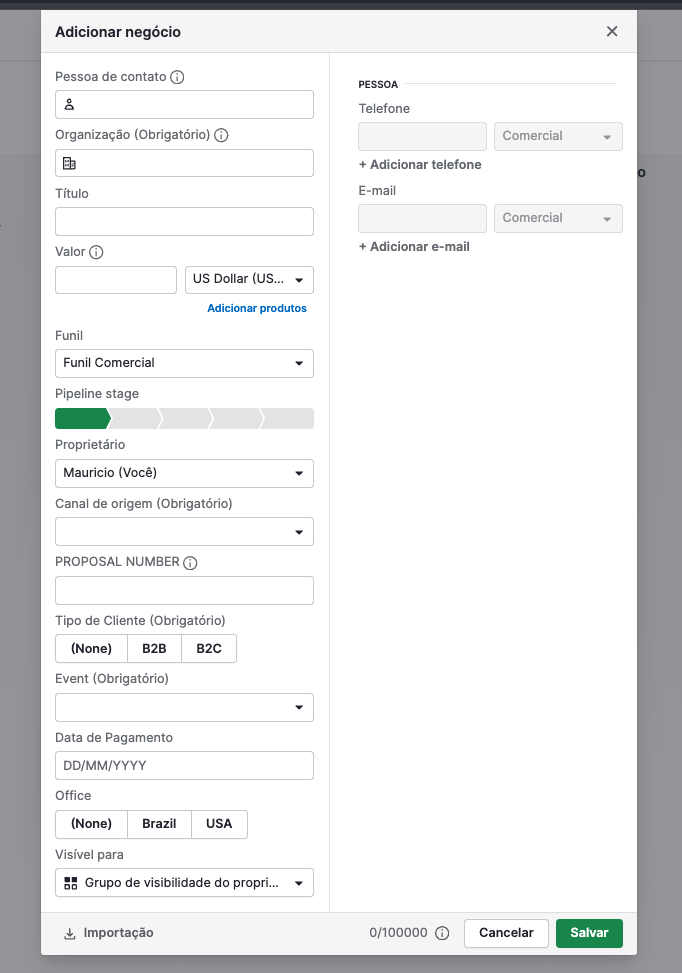 Adicionar negócio
Pessoa de contato
Organização (Obrigatório)
Título
Valor
US Dollar (US...
Adicionar produtos
Funil
Funil Comercial
Pipeline stage
Proprietário
Mauricio (Você)
Canal de origem (Obrigatório)
PROPOSAL NUMBER
Tipo de Cliente (Obrigatório)
(None) B2B B2C
Event (Obrigatório)
Data de Pagamento
DD/MM/YYYY
Office
(None) Brazil USA
Visível para
Grupo de visibilidade do propri...
PESSOA
Telefone
Comercial
+ Adicionar telefone
E-mail
Comercial
+ Adicionar e-mail
o
Importação
0/100000
Cancelar
Salvar